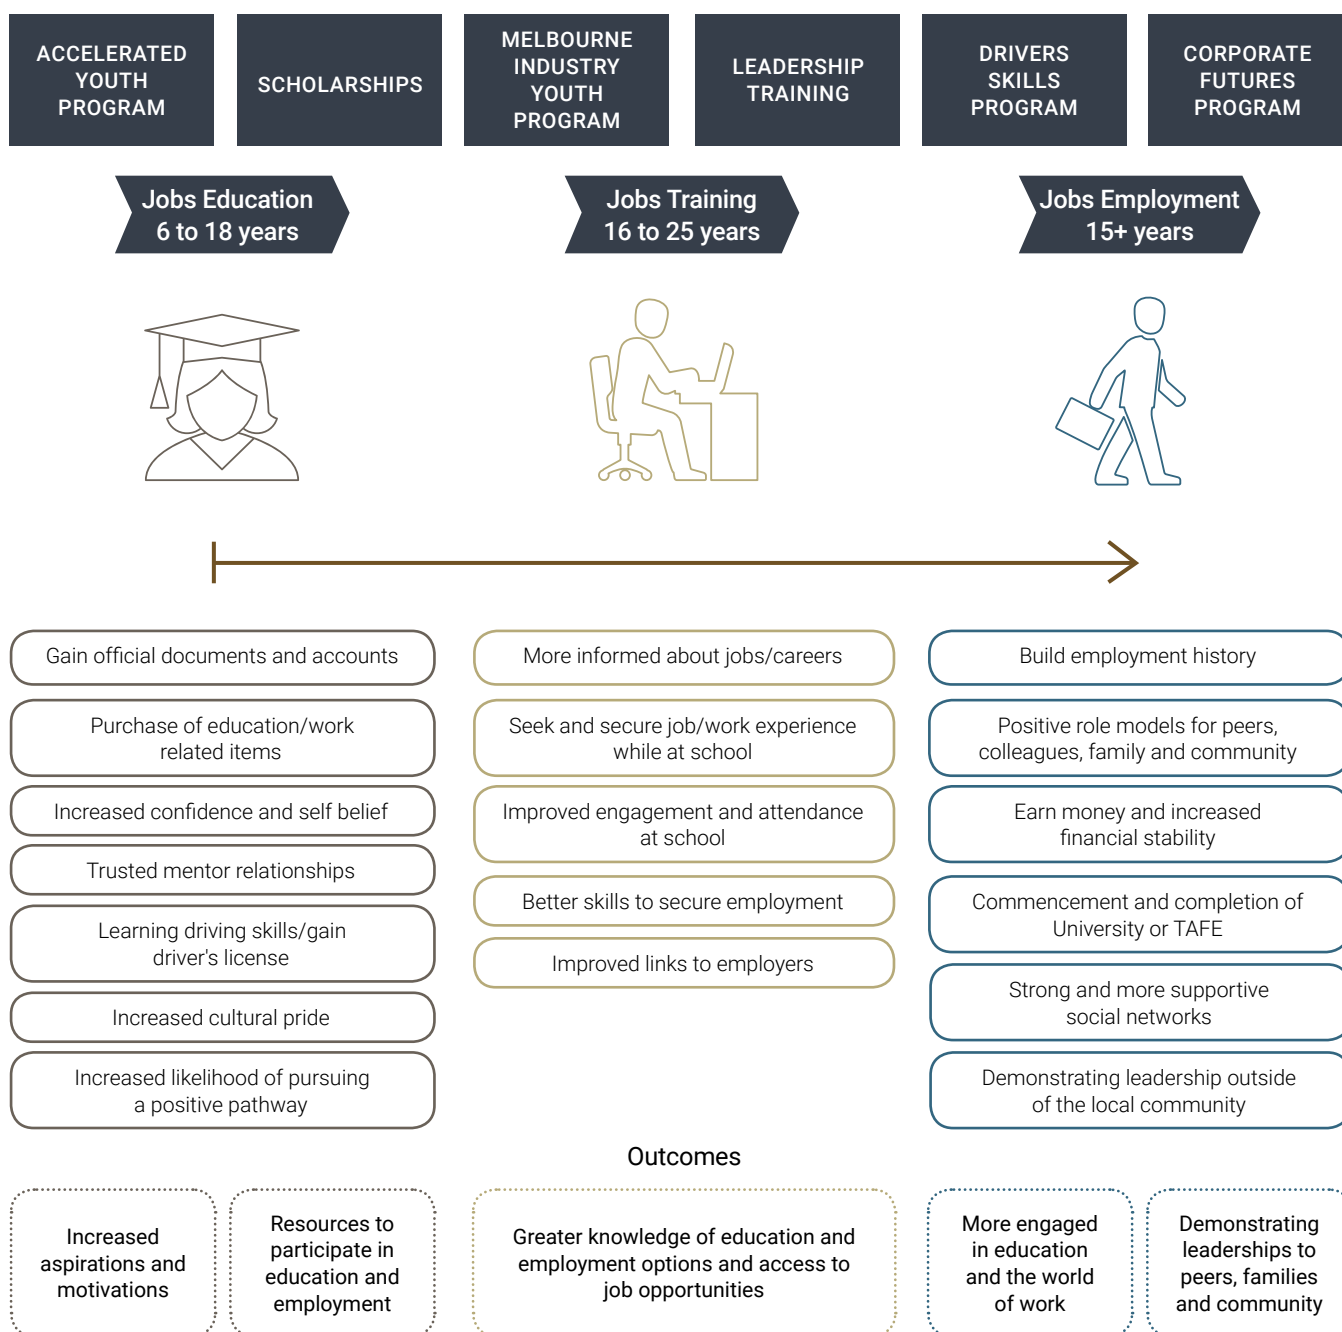 ACCELERATED
YOUTH
PROGRAM
SCHOLARSHIPS
MELBOURNE
INDUSTRY
YOUTH
PROGRAM
LEADERSHIP
TRAINING
DRIVERS
SKILLS
PROGRAM
CORPORATE
FUTURES
PROGRAM
Jobs Education
6 to 18 years
Jobs Training
16 to 25 years
Jobs Employment
15+ years
Gain official documents and accounts
Purchase of education/work
related items
Increased confidence and self belief
Trusted mentor relationships
Learning driving skills/gain
driver's license
Increased cultural pride
Increased likelihood of pursuing
a positive pathway
More informed about jobs/careers
Seek and secure job/work experience
while at school
Improved engagement and attendance
at school
Better skills to secure employment
Improved links to employers
Build employment history
Positive role models for peers,
colleagues, family and community
Earn money and increased
financial stability
Commencement and completion of
University or TAFE
Strong and more supportive
social networks
Demonstrating leadership outside
of the local community
Outcomes
Increased
aspirations and
motivations
Resources to
participate in
education and
employment
Greater knowledge of education and
employment options and access to
job opportunities
More engaged
in education
and the world
of work
Demonstrating
leaderships to
peers, families
and community